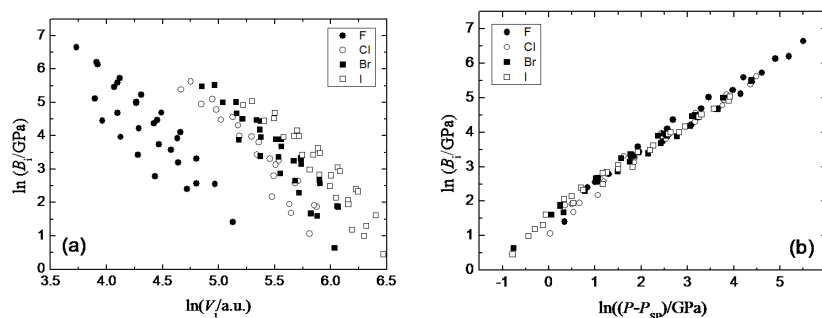 F
Cl
Br
I
7
6
5
4
3
2
1
0
ln (Bᵢ/GPa)
(a)
3.5 4.0 4.5 5.0 5.5 6.0 6.5
ln(Vᵢ/a.u.)
F
Cl
Br
I
7
6
5
4
3
2
1
0
ln (Bᵢ/GPa)
(b)
-1 0 1 2 3 4 5 6
ln((P-P_SP)/GPa)